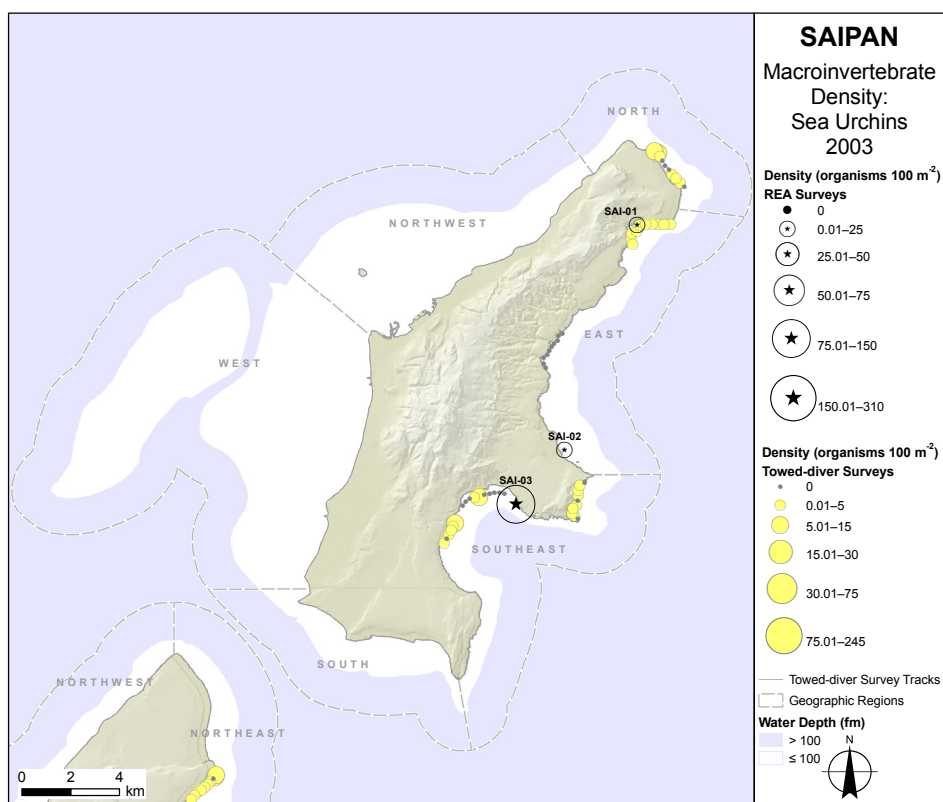 SAIPAN
Macroinvertebrate
Density:
Sea Urchins
2003
Density (organisms 100 m-2)
REA Surveys
0
0.01–25
25.01–50
50.01–75
75.01–150
150.01–310
Density (organisms 100 m-2)
Towed-diver Surveys
0
0.01–5
5.01–15
15.01–30
30.01–75
75.01–245
Towed-diver Survey Tracks
Geographic Regions
Water Depth (fm)
> 100
≤ 100
N
NORTH
SAI-01
NORTHWEST
EAST
WEST
SAI-02
SAI-03
SOUTHEAST
SOUTH
NORTHWEST
NORTHEAST
0 2 4
km